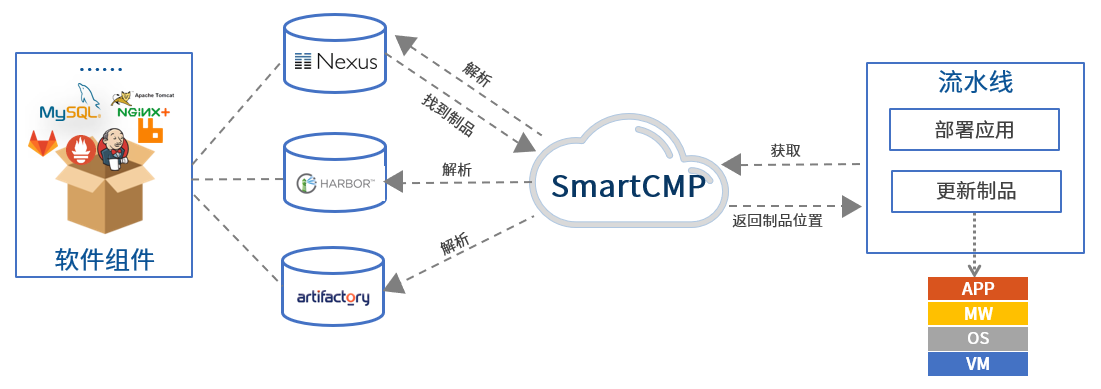 ......
MySQL
Apache Tomcat
NGINX+
软件组件
Nexus
HARBOR™
artifactory
解析
找到制品
解析
解析
SmartCMP
获取
返回制品位置
流水线
部署应用
更新制品
APP
MW
OS
VM